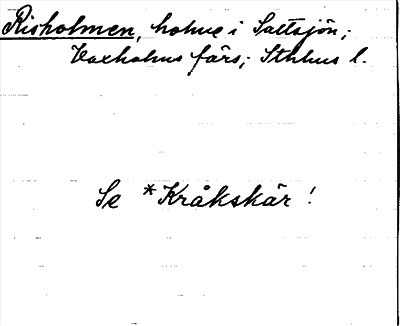 Risholmen, holme i Saltsjön;
Vaxholms förs; Sthlms l.
Se *Kråkskär!